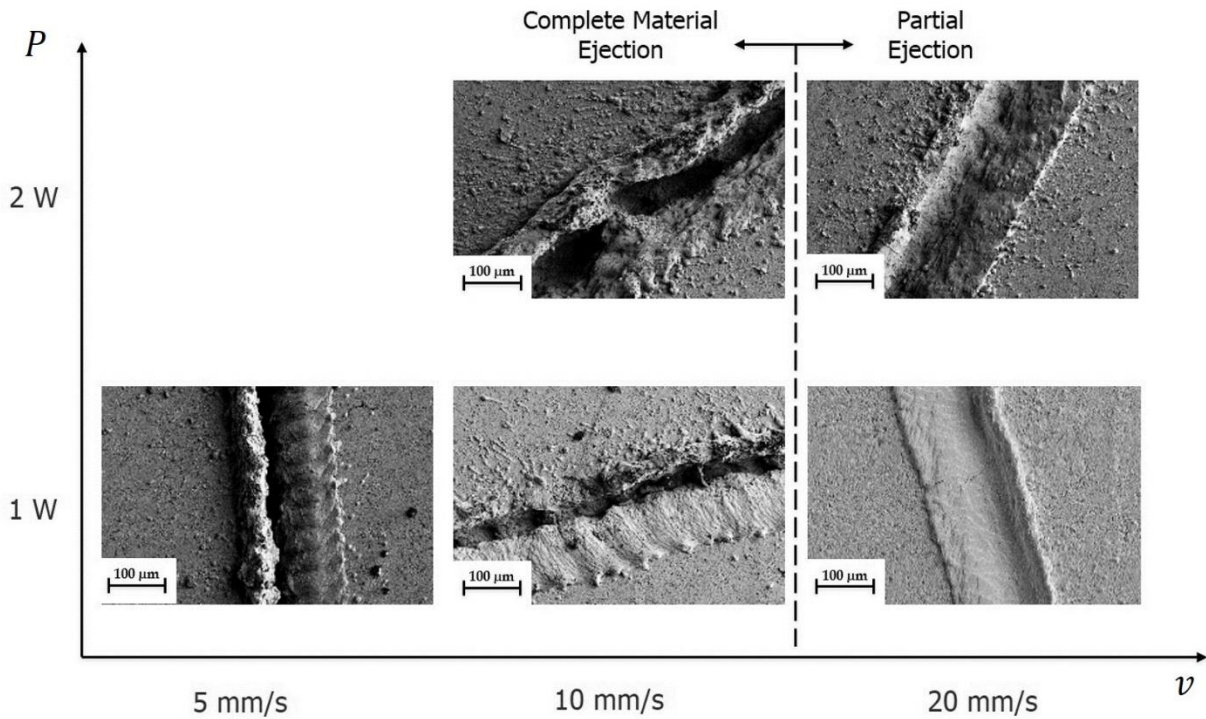 Complete Material
Ejection
Partial
Ejection
P
2 W
100 μm
100 μm
1 W
100 μm
100 μm
100 μm
5 mm/s
10 mm/s
20 mm/s
v